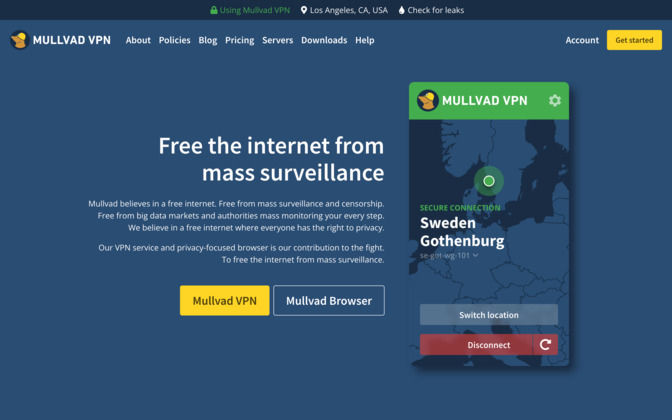 Using Mullvad VPN Los Angeles, CA, USA Check for leaks
MULLVAD VPN About Policies Blog Pricing Servers Downloads Help Account Get started
Free the internet from
mass surveillance
Mullvad believes in a free internet. Free from mass surveillance and censorship.
Free from big data markets and authorities mass monitoring your every step.
We believe in a free internet where everyone has the right to privacy.
Our VPN service and privacy-focused browser is our contribution to the fight.
To free the internet from mass surveillance.
Mullvad VPN Mullvad Browser
MULLVAD VPN
SECURE CONNECTION
Sweden
Gothenburg
se-got-wg-101
Switch location
Disconnect